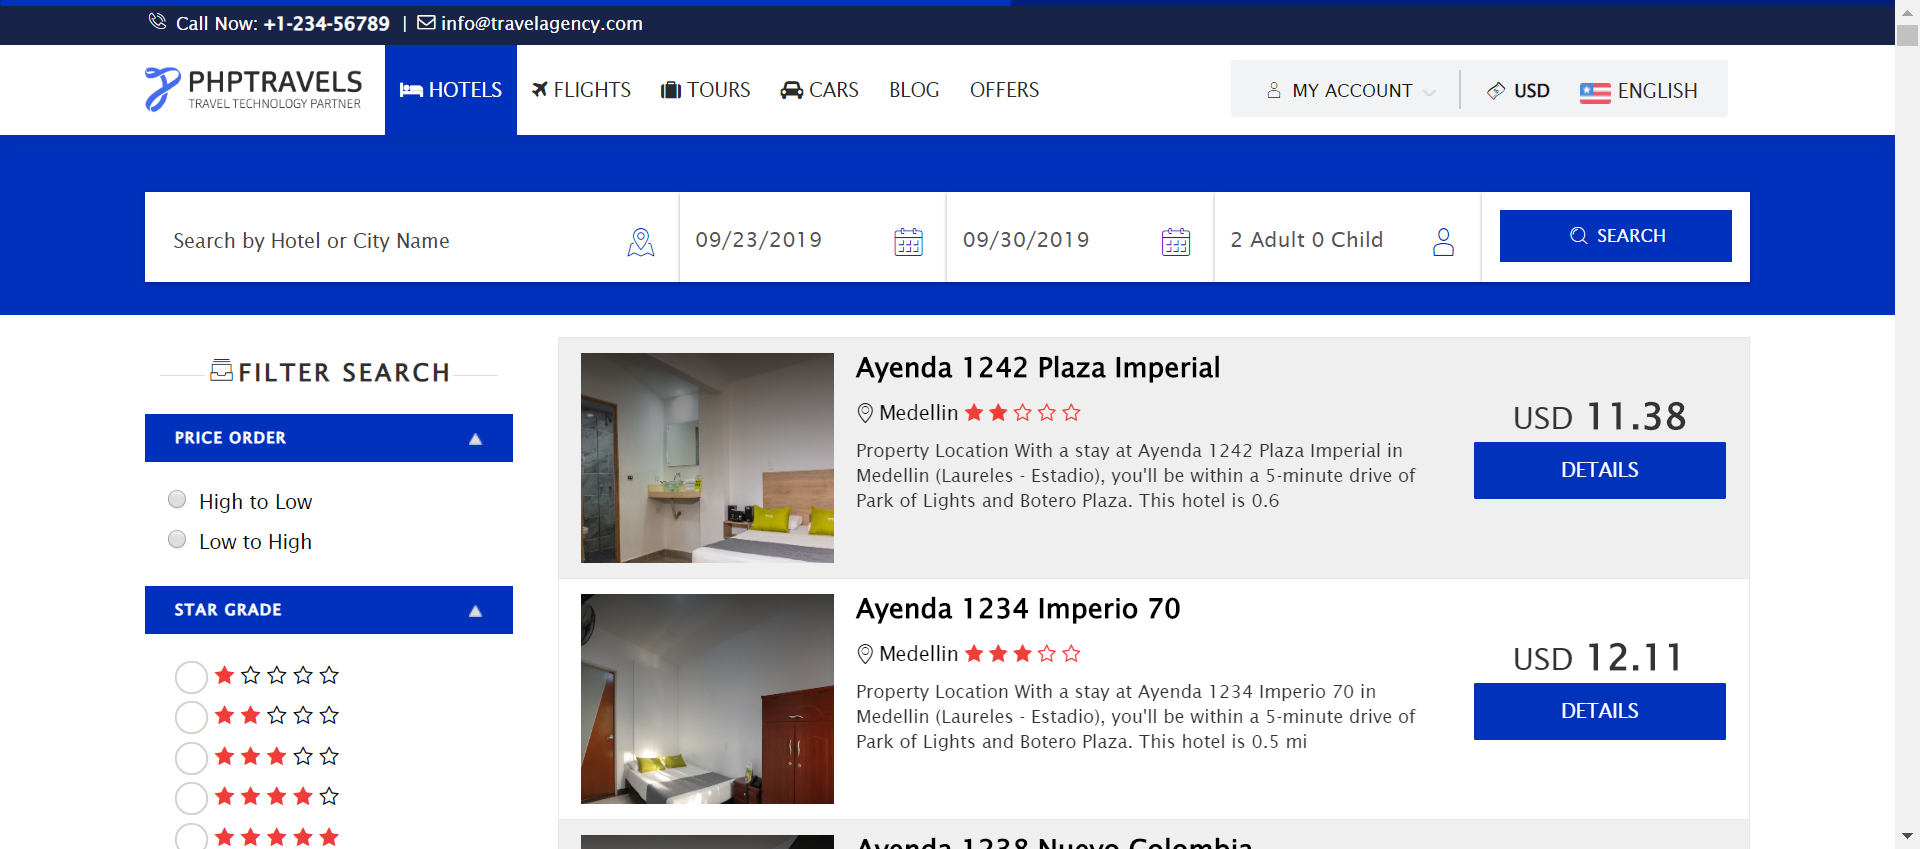 Call Now: +1-234-56789 | info@travelagency.com
PHPTRAVELS
TRAVEL TECHNOLOGY PARTNER
HOTELS
FLIGHTS
TOURS
CARS
BLOG
OFFERS
MY ACCOUNT
USD
ENGLISH
Search by Hotel or City Name
09/23/2019
09/30/2019
2 Adult 0 Child
SEARCH
FILTER SEARCH
PRICE ORDER
High to Low
Low to High
STAR GRADE
Ayenda 1242 Plaza Imperial
Medellin
Property Location With a stay at Ayenda 1242 Plaza Imperial in
Medellin (Laureles - Estadio), you'll be within a 5-minute drive of
Park of Lights and Botero Plaza. This hotel is 0.6
USD 11.38
DETAILS
Ayenda 1234 Imperio 70
Medellin
Property Location With a stay at Ayenda 1234 Imperio 70 in
Medellin (Laureles - Estadio), you'll be within a 5-minute drive of
Park of Lights and Botero Plaza. This hotel is 0.5 mi
USD 12.11
DETAILS
Ayenda 1238 Nuevo Colombia